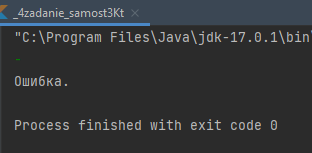 _4zadanie_samost3Kt
"C:\Program Files\Java\jdk-17.0.1\bin\
-
Ошибка.
Process finished with exit code 0